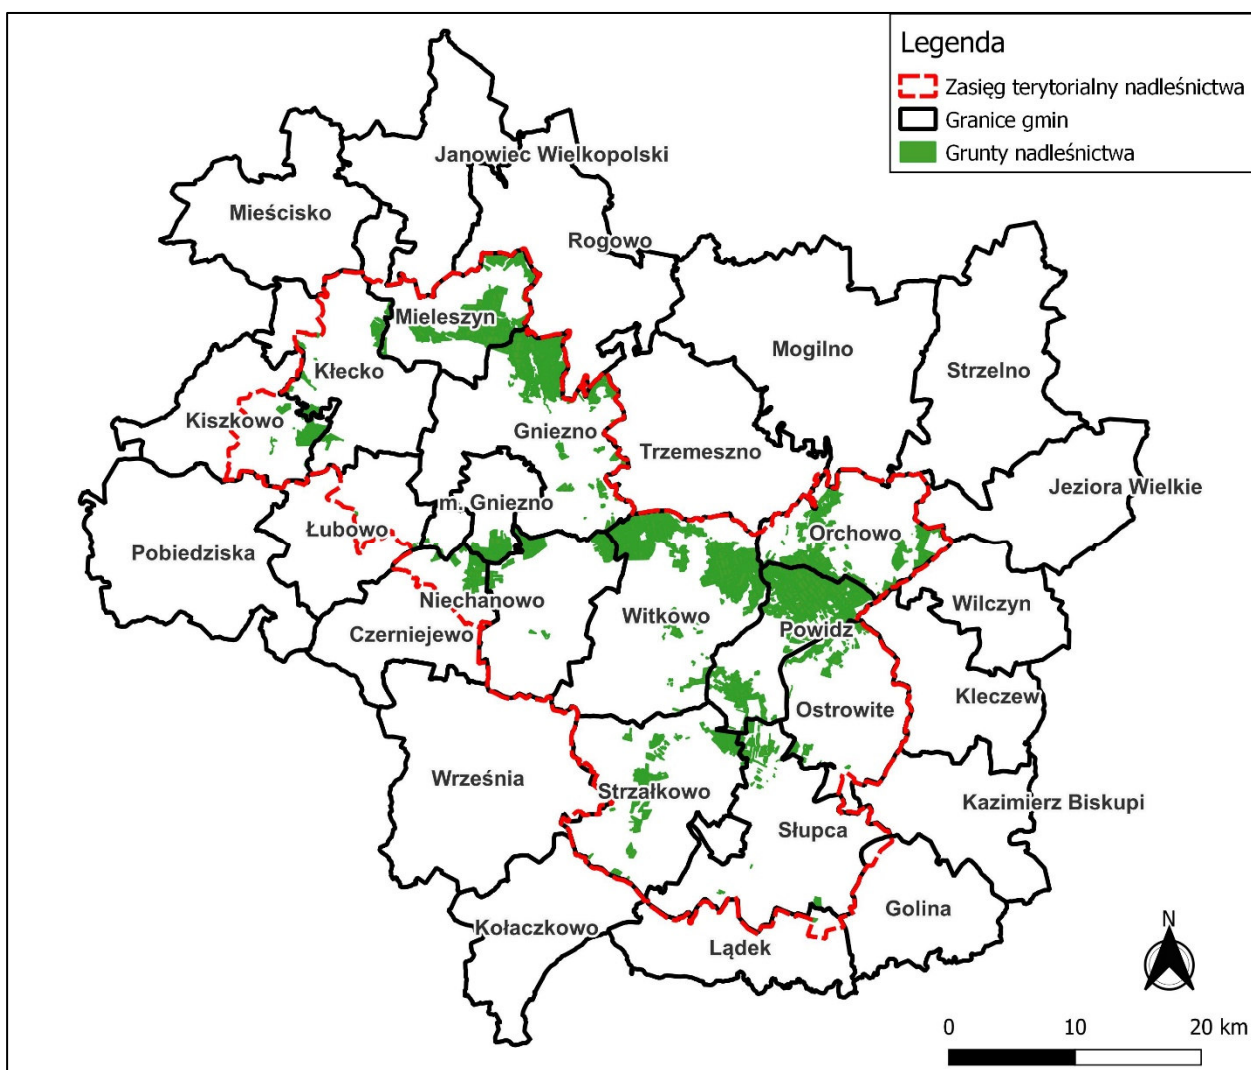 Legenda
Zasięg terytorialny nadleśnictwa
Granice gmin
Grunty nadleśnictwa
Janowiec Wielkopolski
Mieścisko
Rogowo
Mieleszyn
Mogilno
Strzelno
Kłecko
Kiszkowo
Gniezno
Trzemeszno
Jeziora Wielkie
m. Gniezno
Łubowo
Orchowo
Pobiedziska
Niechanowo
Wilczyn
Czerniejewo
Witkowo
Powidz
Kleczew
Ostrowite
Września
Strzałkowo
Kazimierz Biskupi
Słupca
Golina
Kołaczkowo
Lądek
N
0 10 20 km